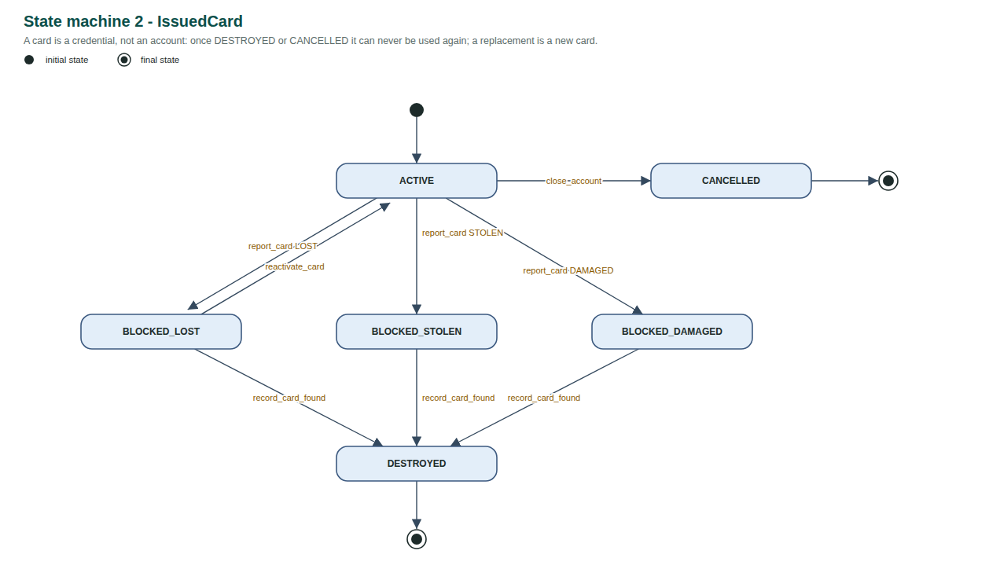 State machine 2 - IssuedCard
A card is a credential, not an account: once DESTROYED or CANCELLED it can never be used again; a replacement is a new card.
initial state
final state
ACTIVE
close_account
CANCELLED
report_card STOLEN
report_card LOST
reactivate_card
report_card DAMAGED
BLOCKED_LOST
BLOCKED_STOLEN
BLOCKED_DAMAGED
record_card_found
record_card_found
record_card_found
DESTROYED